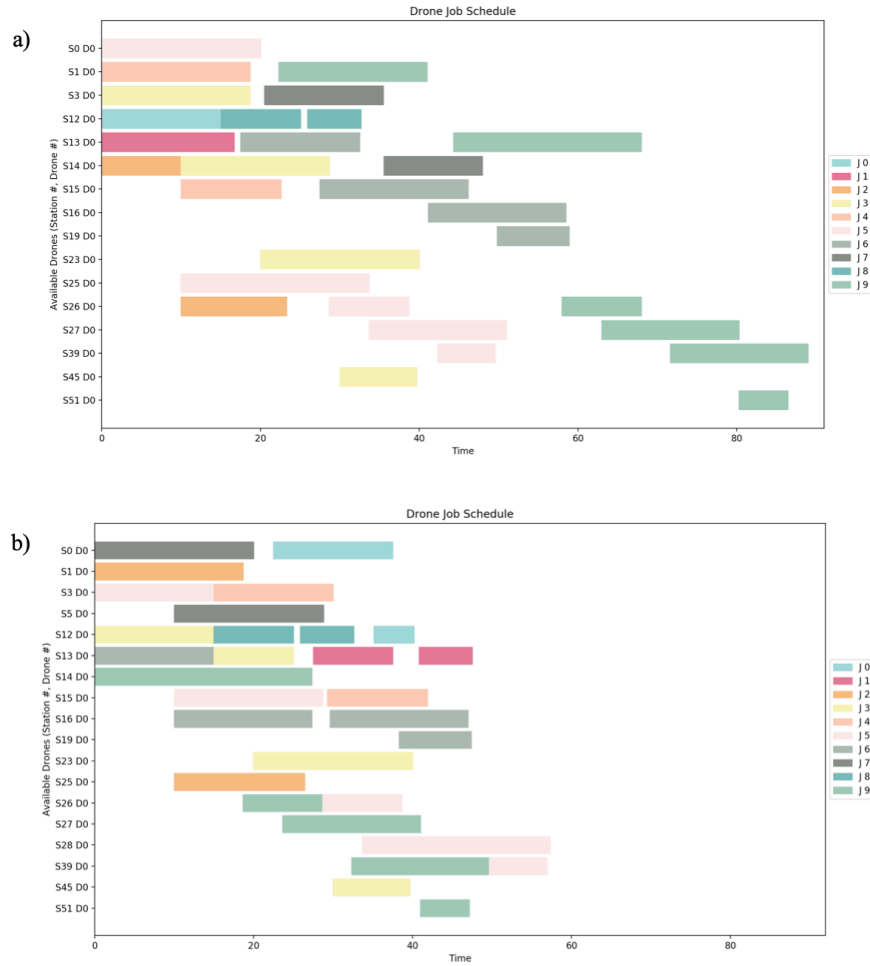 a)
Drone Job Schedule
Available Drones (Station #, Drone #)
S0 D0
S1 D0
S3 D0
S12 D0
S13 D0
S14 D0
S15 D0
S16 D0
S19 D0
S23 D0
S25 D0
S26 D0
S27 D0
S39 D0
S45 D0
S51 D0
0 20 40 60 80
Time
J 0
J 1
J 2
J 3
J 4
J 5
J 6
J 7
J 8
J 9
b)
Drone Job Schedule
Available Drones (Station #, Drone #)
S0 D0
S1 D0
S3 D0
S5 D0
S12 D0
S13 D0
S14 D0
S15 D0
S16 D0
S19 D0
S23 D0
S25 D0
S26 D0
S27 D0
S28 D0
S39 D0
S45 D0
S51 D0
0 20 40 60 80
Time
J 0
J 1
J 2
J 3
J 4
J 5
J 6
J 7
J 8
J 9